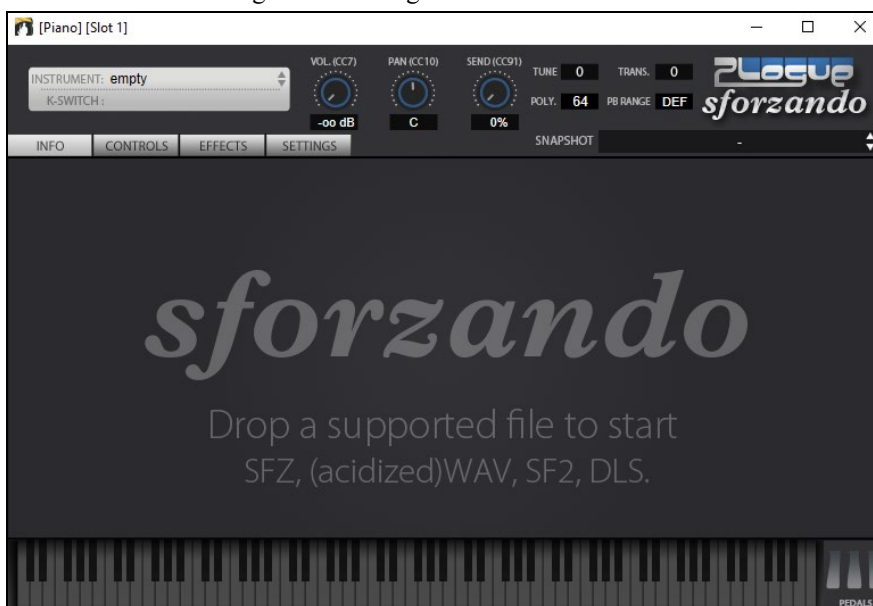 [Piano] [Slot 1]
INSTRUMENT: empty
K-SWITCH :
VOL. (CC7) PAN (CC10) SEND (CC91)
-oo dB C 0%
TUNE 0 TRANS. 0
POLY. 64 PB RANGE DEF
PLOGUE
sforzando
INFO CONTROLS EFFECTS SETTINGS
SNAPSHOT -
sforzando
Drop a supported file to start
SFZ, (acidized)WAV, SF2, DLS.
PEDALS